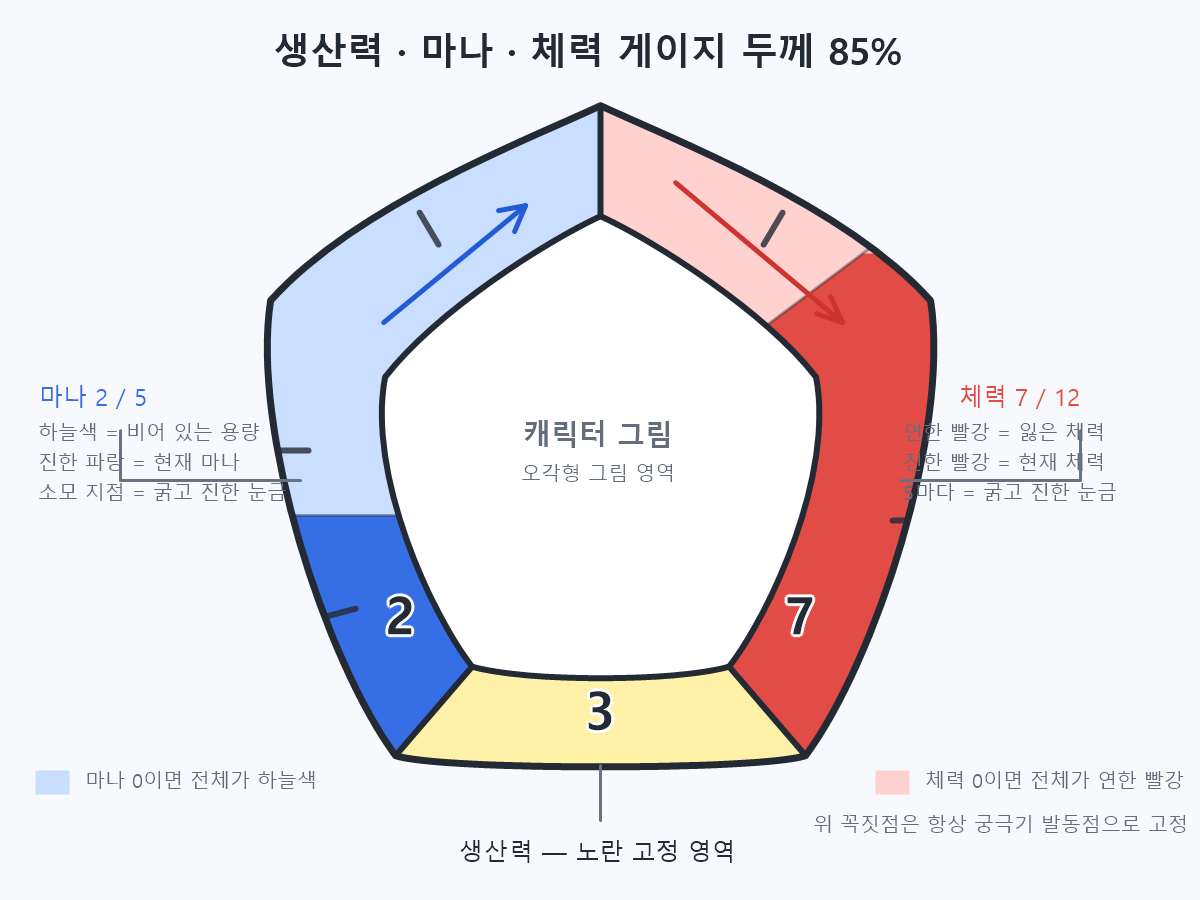 생산력 · 마나 · 체력 게이지 두께 85%
마나 2 / 5
하늘색 = 비어 있는 용량
진한 파랑 = 현재 마나
소모 지점 = 굵고 진한 눈금
캐릭터 그림
오각형 그림 영역
체력 7 / 12
연한 빨강 = 잃은 체력
진한 빨강 = 현재 체력
5마다 = 굵고 진한 눈금
2
7
3
마나 0이면 전체가 하늘색
체력 0이면 전체가 연한 빨강
위 꼭짓점은 항상 궁극기 발동점으로 고정
생산력 — 노란 고정 영역